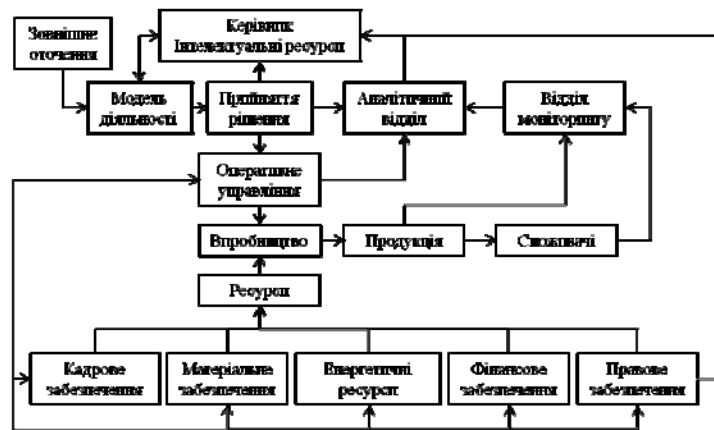 Зовнішнє
оточення
Керівник
Інтелектуальні ресурси
Модель
діяльності
Прийняття
рішення
Аналітичний
відділ
Відділ
моніторингу
Оперативне
управління
Виробництво
Продукція
Споживачі
Ресурси
Кадрове
забезпечення
Матеріальне
забезпечення
Енергетичні
ресурси
Фінансове
забезпечення
Правове
забезпечення